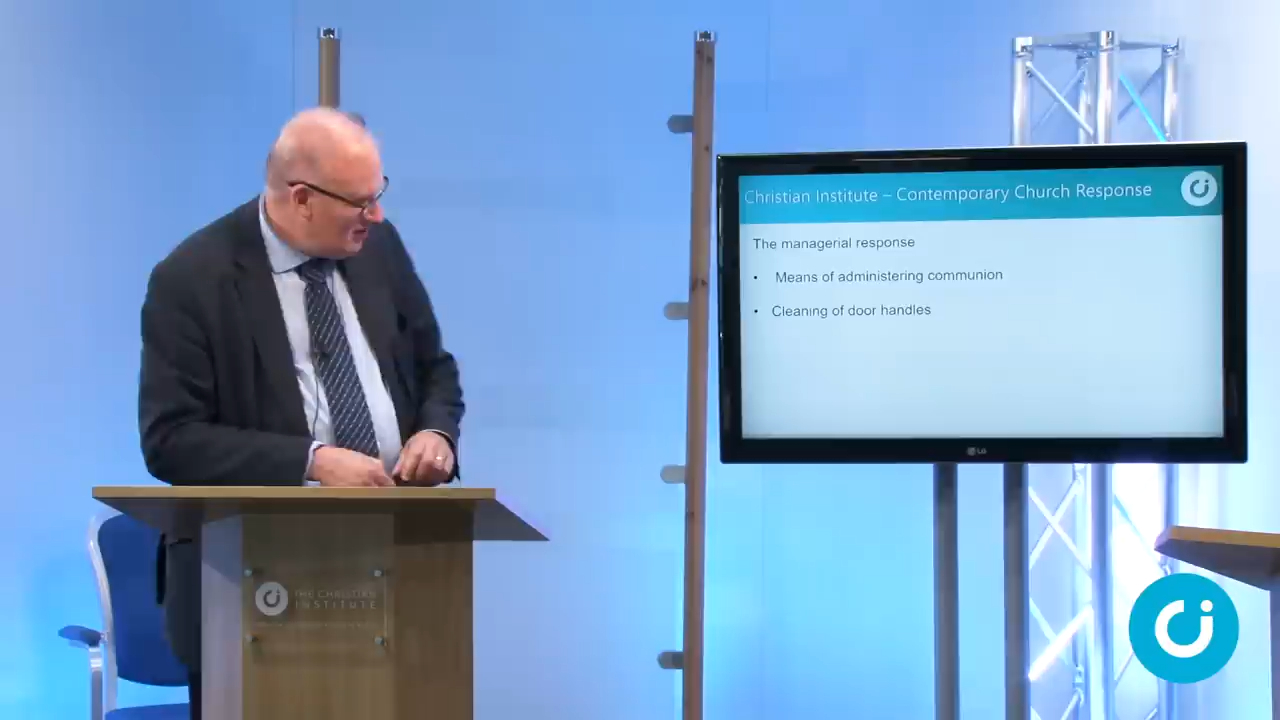 Christian Institute – Contemporary Church Response
The managerial response
• Means of administering communion
• Cleaning of door handles
LG
THE CHRISTIAN
INSTITUTE